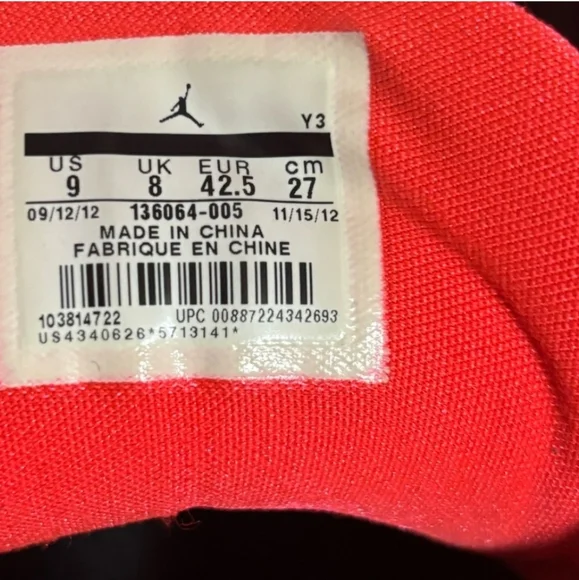 Y3
US UK EUR cm
9 8 42.5 27
09/12/12 136064-005 11/15/12
MADE IN CHINA
FABRIQUE EN CHINE
103814722 UPC 00887224342693
US4340626*5713141*